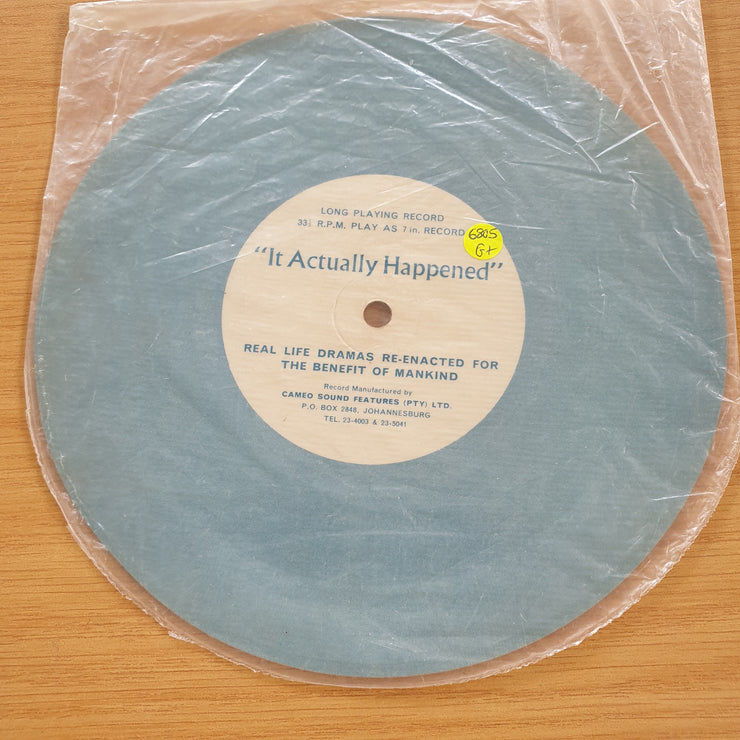 LONG PLAYING RECORD
33⅓ R.P.M. PLAY AS 7 in. RECORD
6805
G+
"It Actually Happened"
REAL LIFE DRAMAS RE-ENACTED FOR
THE BENEFIT OF MANKIND
Record Manufactured by
CAMEO SOUND FEATURES (PTY) LTD.
P.O. BOX 2848, JOHANNESBURG
TEL. 23-4003 & 23-5041